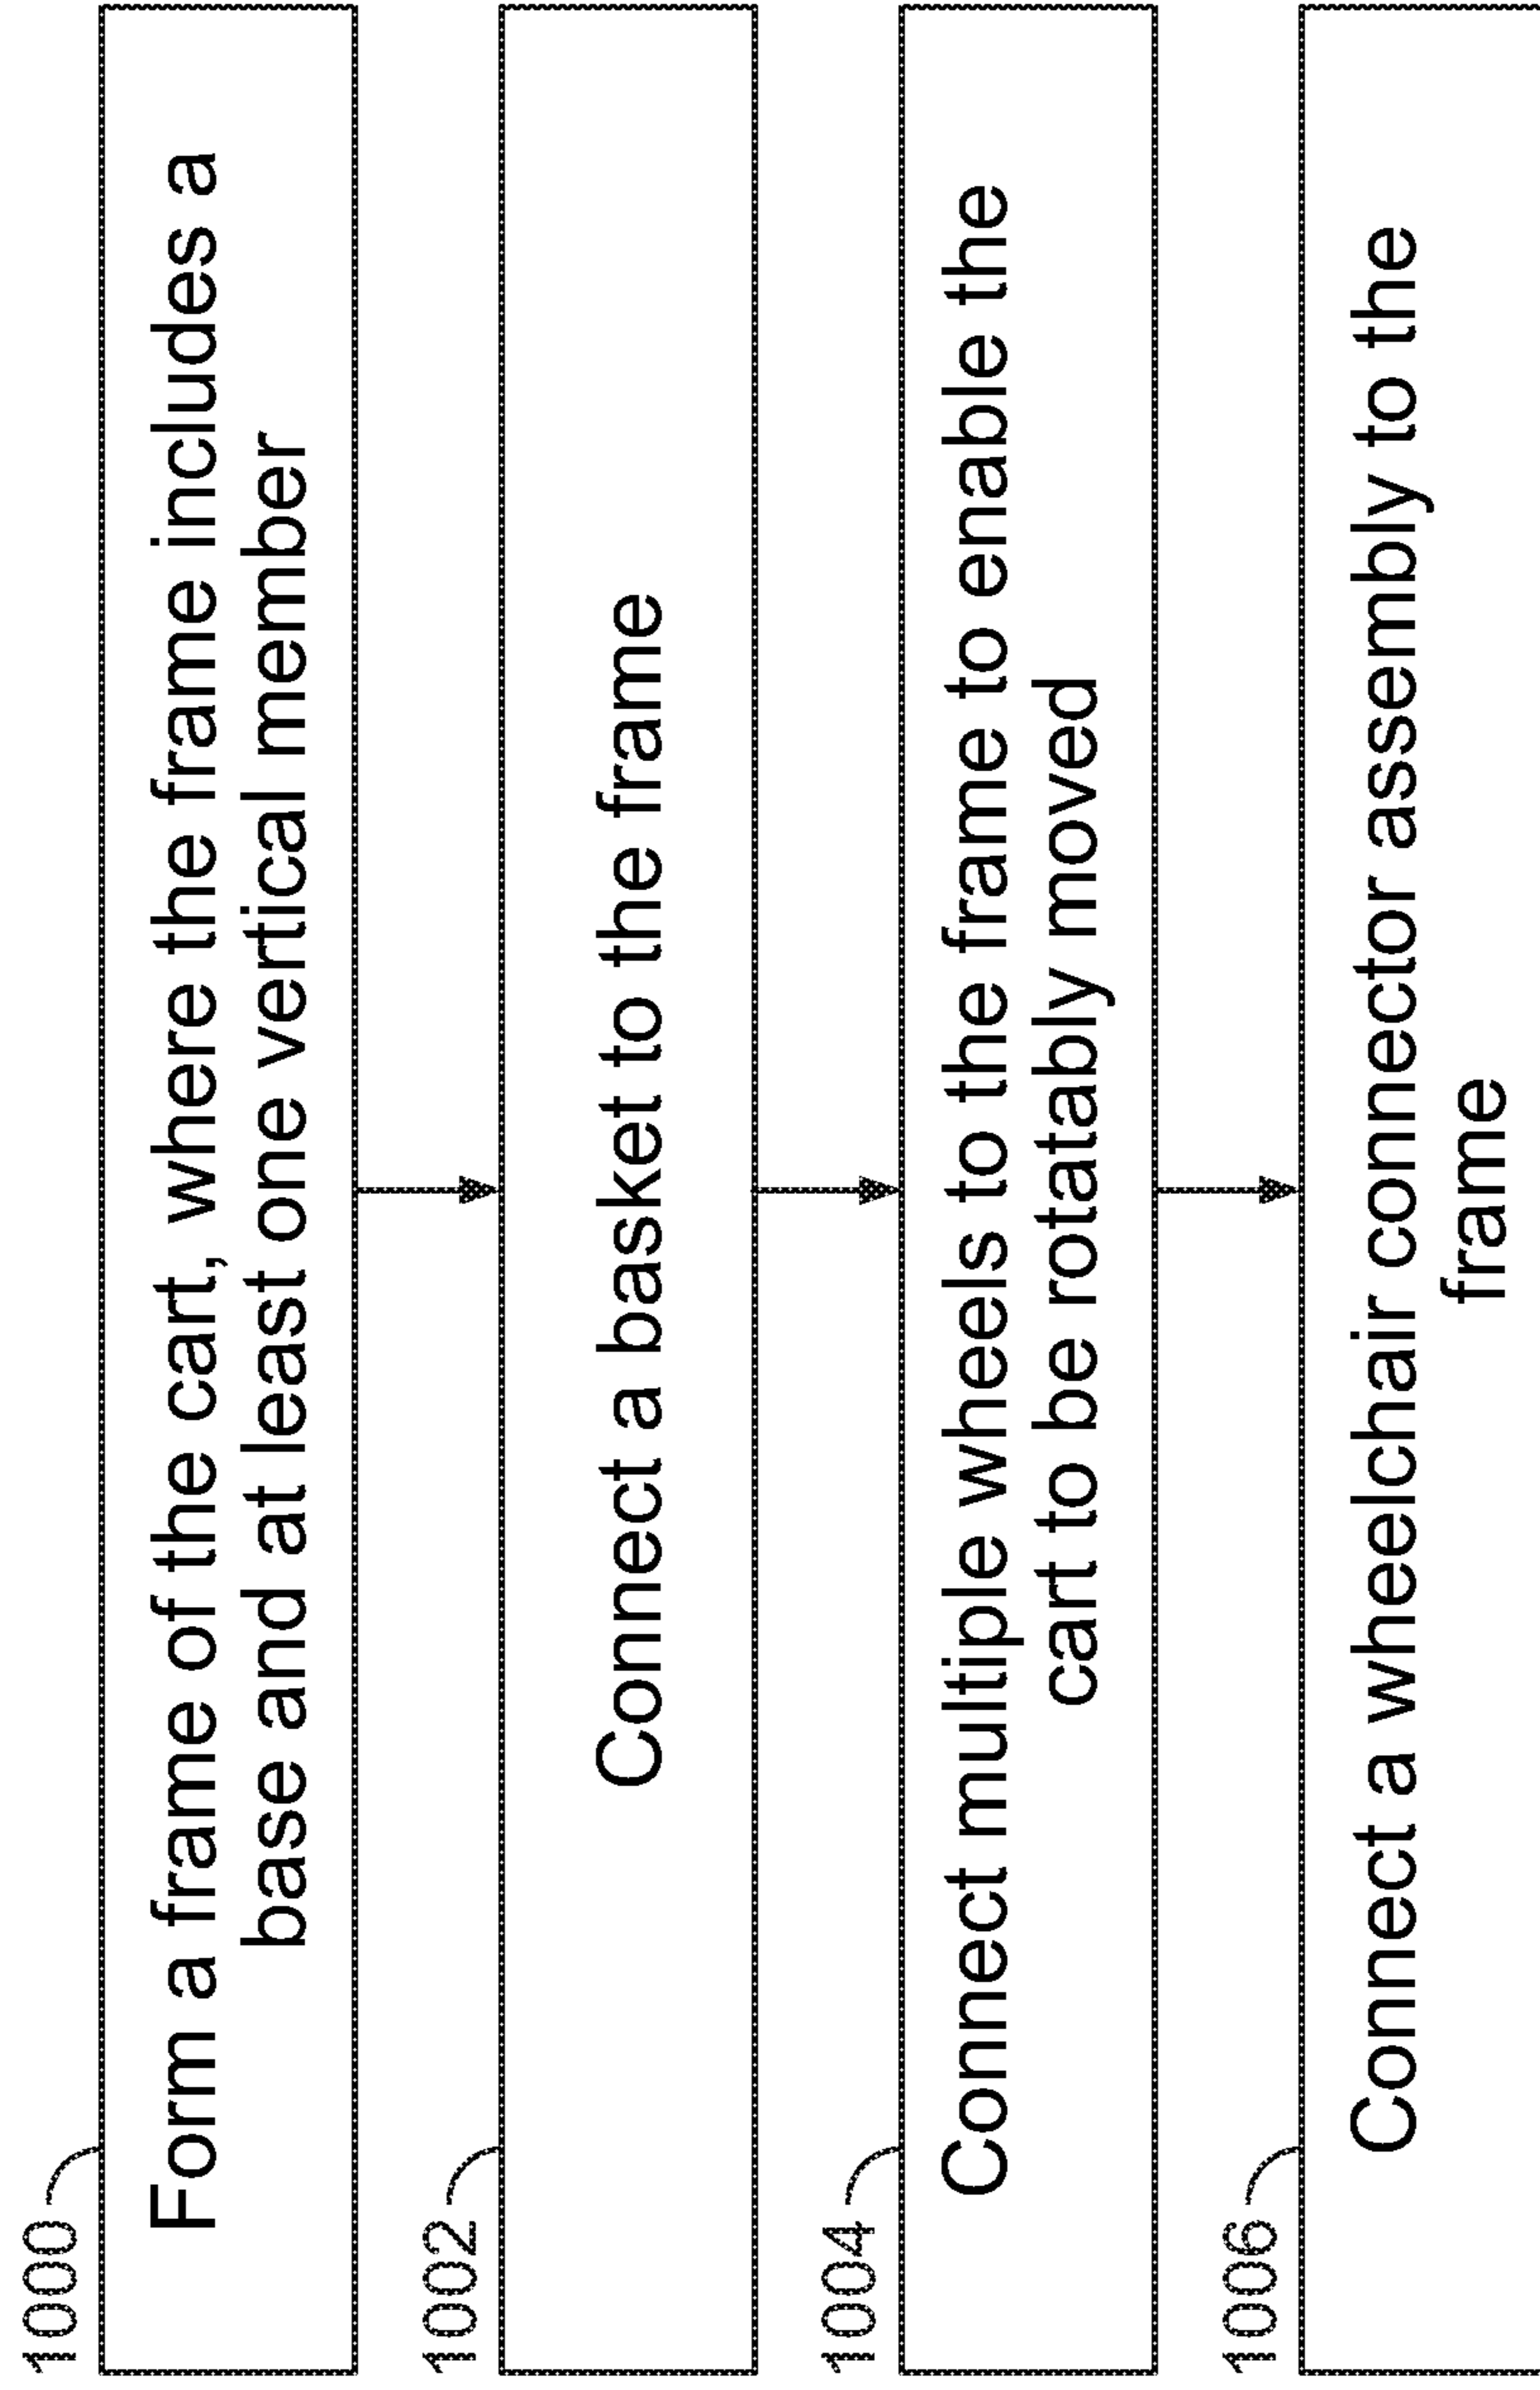 1000
Form a frame of the cart, where the frame includes a
base and at least one vertical member
1002
Connect a basket to the frame
1004
Connect multiple wheels to the frame to enable the
cart to be rotatably moved
1006
Connect a wheelchair connector assembly to the
frame